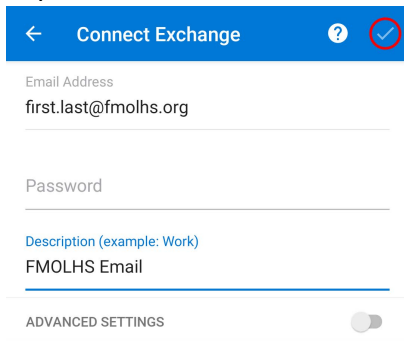 Connect Exchange ?
Email Address
first.last@fmolhs.org
Password
Description (example: Work)
FMOLHS Email
ADVANCED SETTINGS